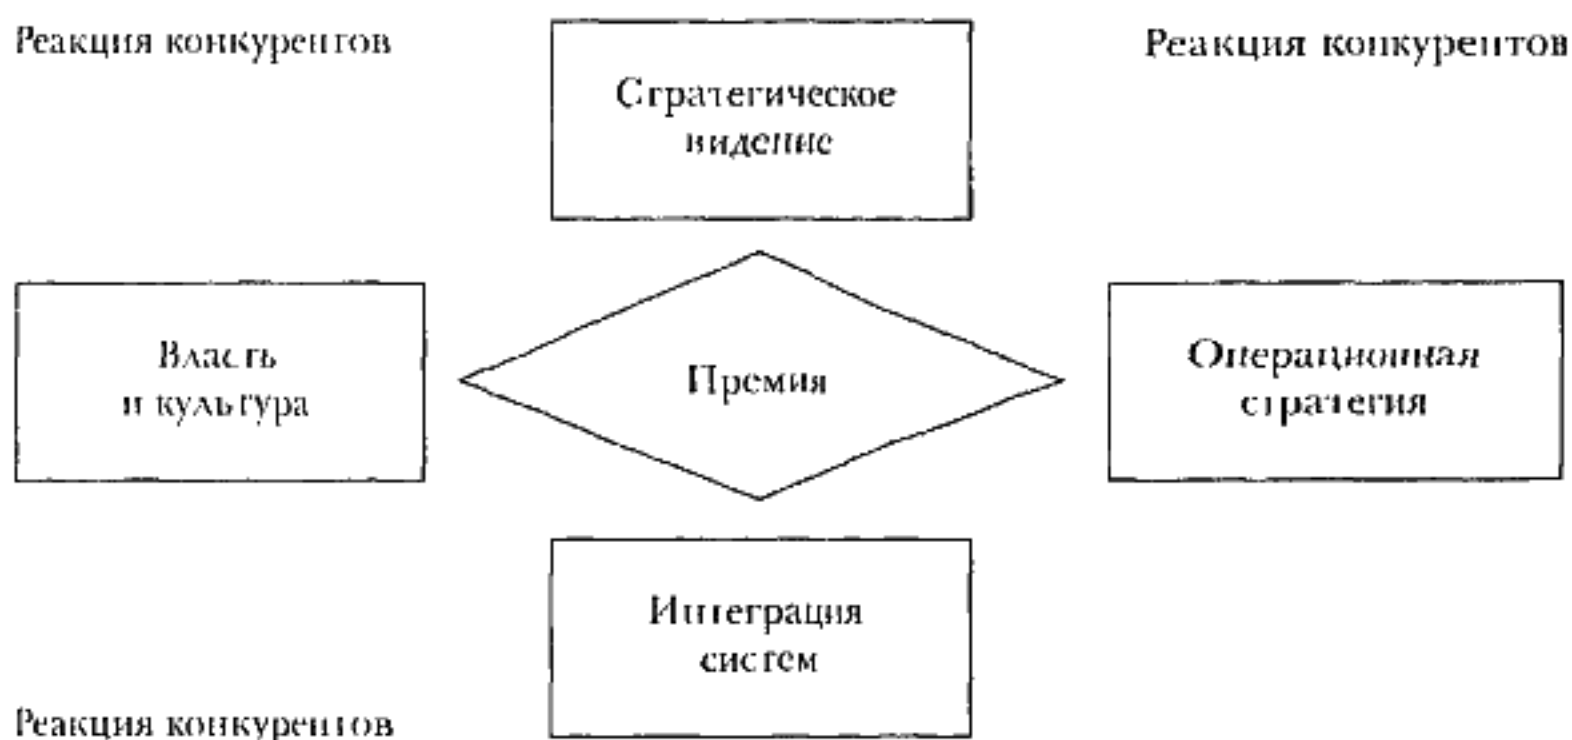 Реакция конкурентов
Реакция конкурентов
Стратегическое
видение
Власть
и культура
Премия
Операционная
стратегия
Интеграция
систем
Реакция конкурентов